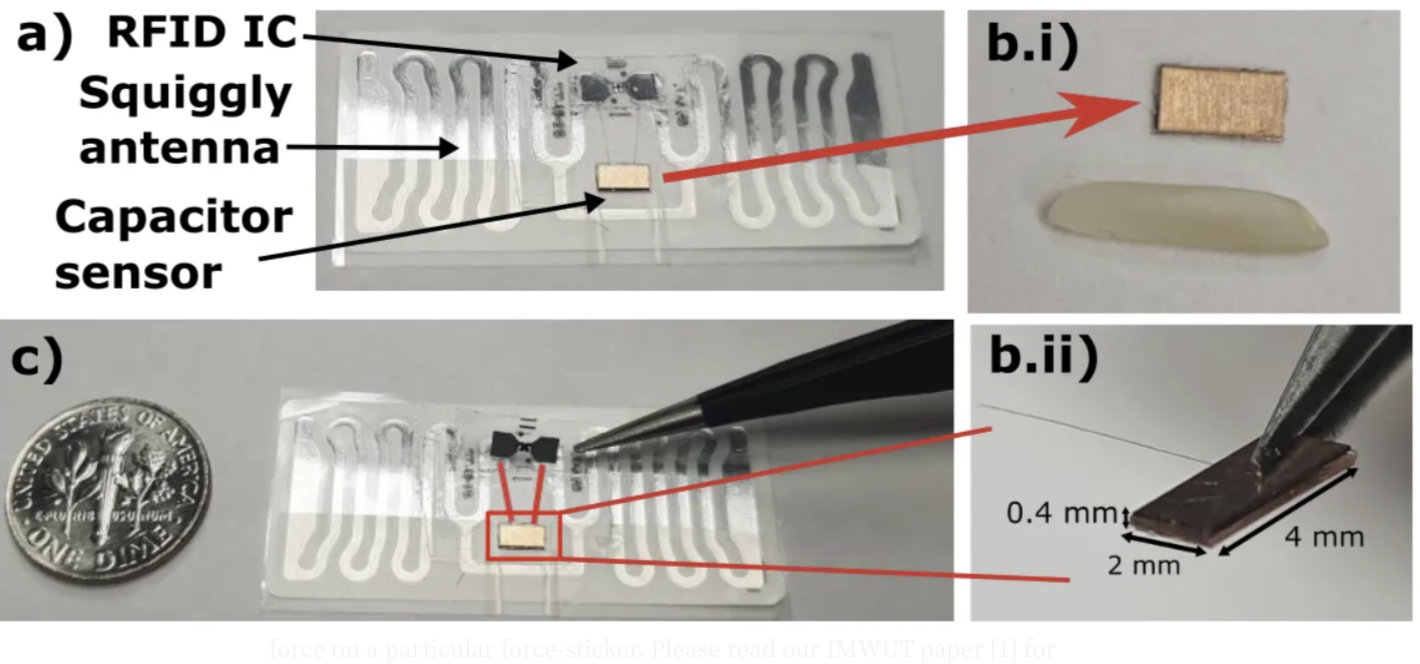 a) RFID IC
Squiggly
antenna
Capacitor
sensor
b.i)
c)
UNITED STATES OF AMERICA
E PLURIBUS UNUM
ONE DIME
b.ii)
0.4 mm
2 mm
4 mm
force on a particular force-sticker. Please read our IMWUT paper [1] for